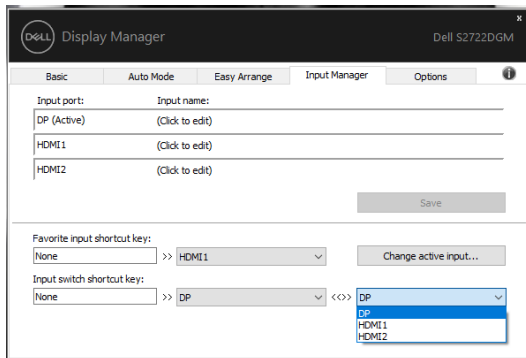 DELL Display Manager Dell S2722DGM x
Basic Auto Mode Easy Arrange Input Manager Options i
Input port: Input name:
DP (Active) (Click to edit)
HDMI1 (Click to edit)
HDMI2 (Click to edit)
Save
Favorite input shortcut key:
None >> HDMI1 Change active input...
Input switch shortcut key:
None >> DP <<>> DP
DP
HDMI1
HDMI2